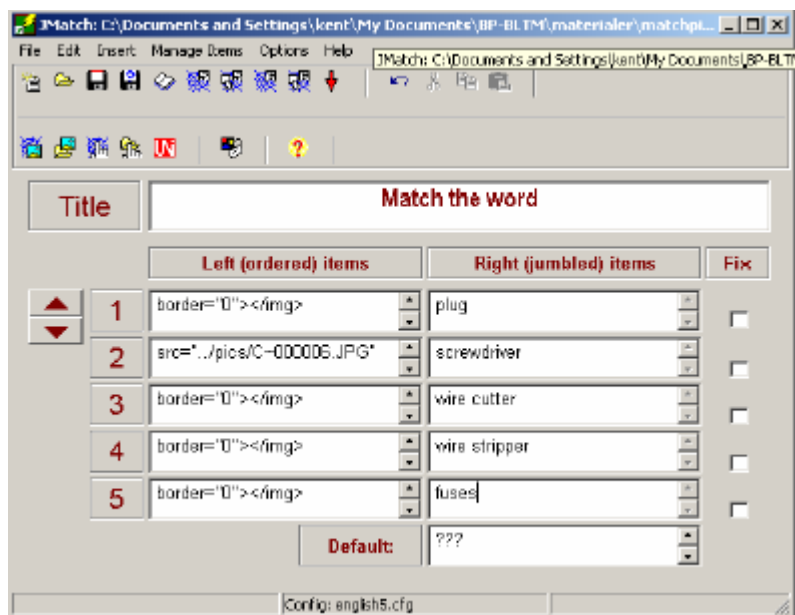 JMatch: C:\Documents and Settings\kent\My Documents\BP-BLTM\materialer\matchpi...
File Edit Insert Manage Items Options Help
JMatch: C:\Documents and Settings\kent\My Documents\BP-BLTM
Title
Match the word
Left (ordered) items Right (jumbled) items Fix
1 border="0"></img> plug
2 src="../pics/C-000006.JPG" screwdriver
3 border="0"></img> wire cutter
4 border="0"></img> wire stripper
5 border="0"></img> fuses
Default: ???
Config: english5.cfg